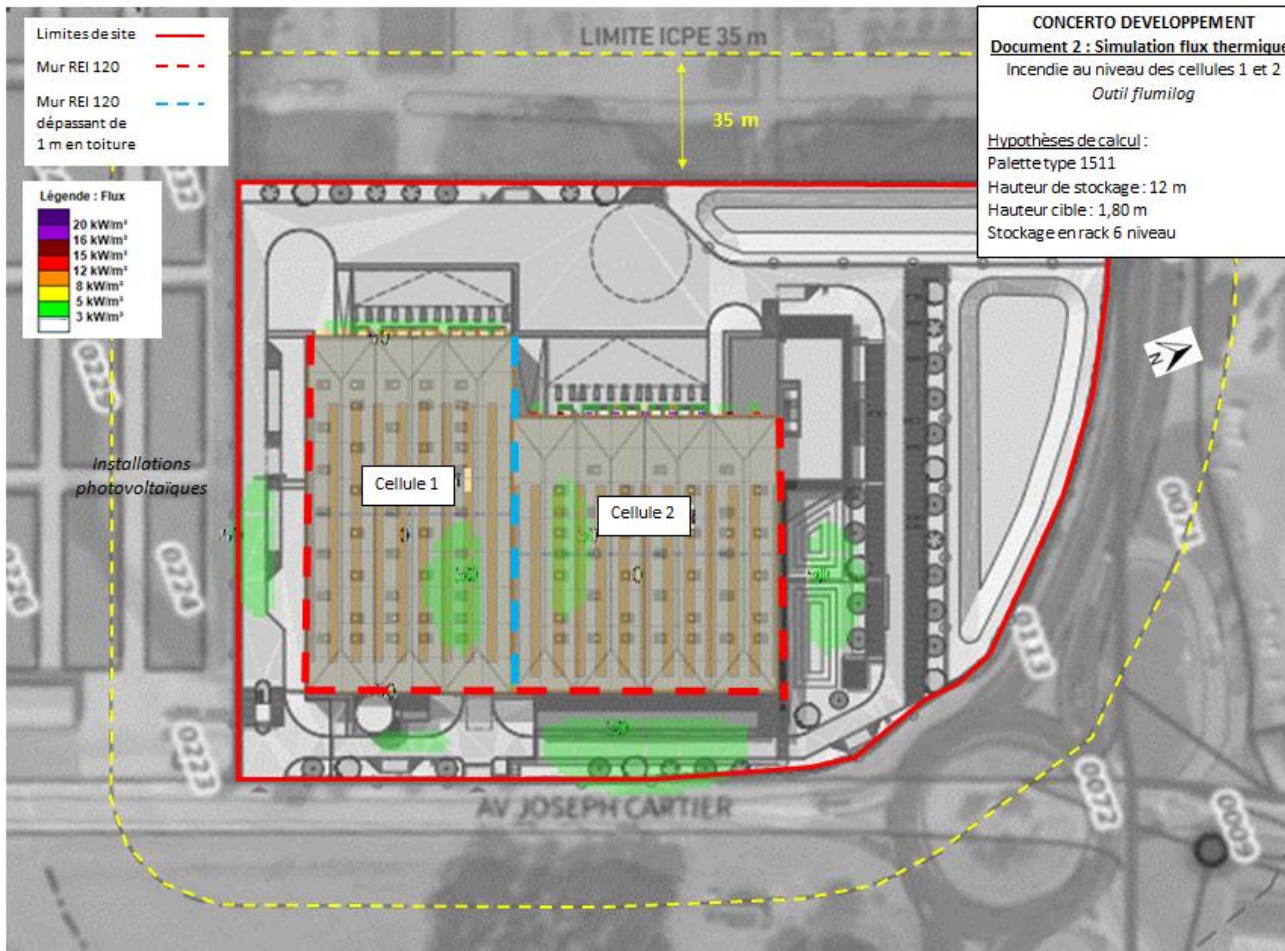 Limites de site
Mur REI 120
Mur REI 120
dépassant de
1 m en toiture
LIMITE ICPE 35 m
35 m
CONCERTO DEVELOPPEMENT
Document 2 : Simulation flux thermique
Incendie au niveau des cellules 1 et 2
Outil flumilog
Hypothèses de calcul :
Palette type 1511
Hauteur de stockage : 12 m
Hauteur cible : 1,80 m
Stockage en rack 6 niveau
Légende : Flux
20 kW/m²
16 kW/m²
15 kW/m²
12 kW/m²
8 kW/m²
5 kW/m²
3 kW/m²
N
Installations
photovoltaïques
Cellule 1
Cellule 2
0226
0224
0223
0071
0113
0072
0009
AV JOSEPH CARTIER